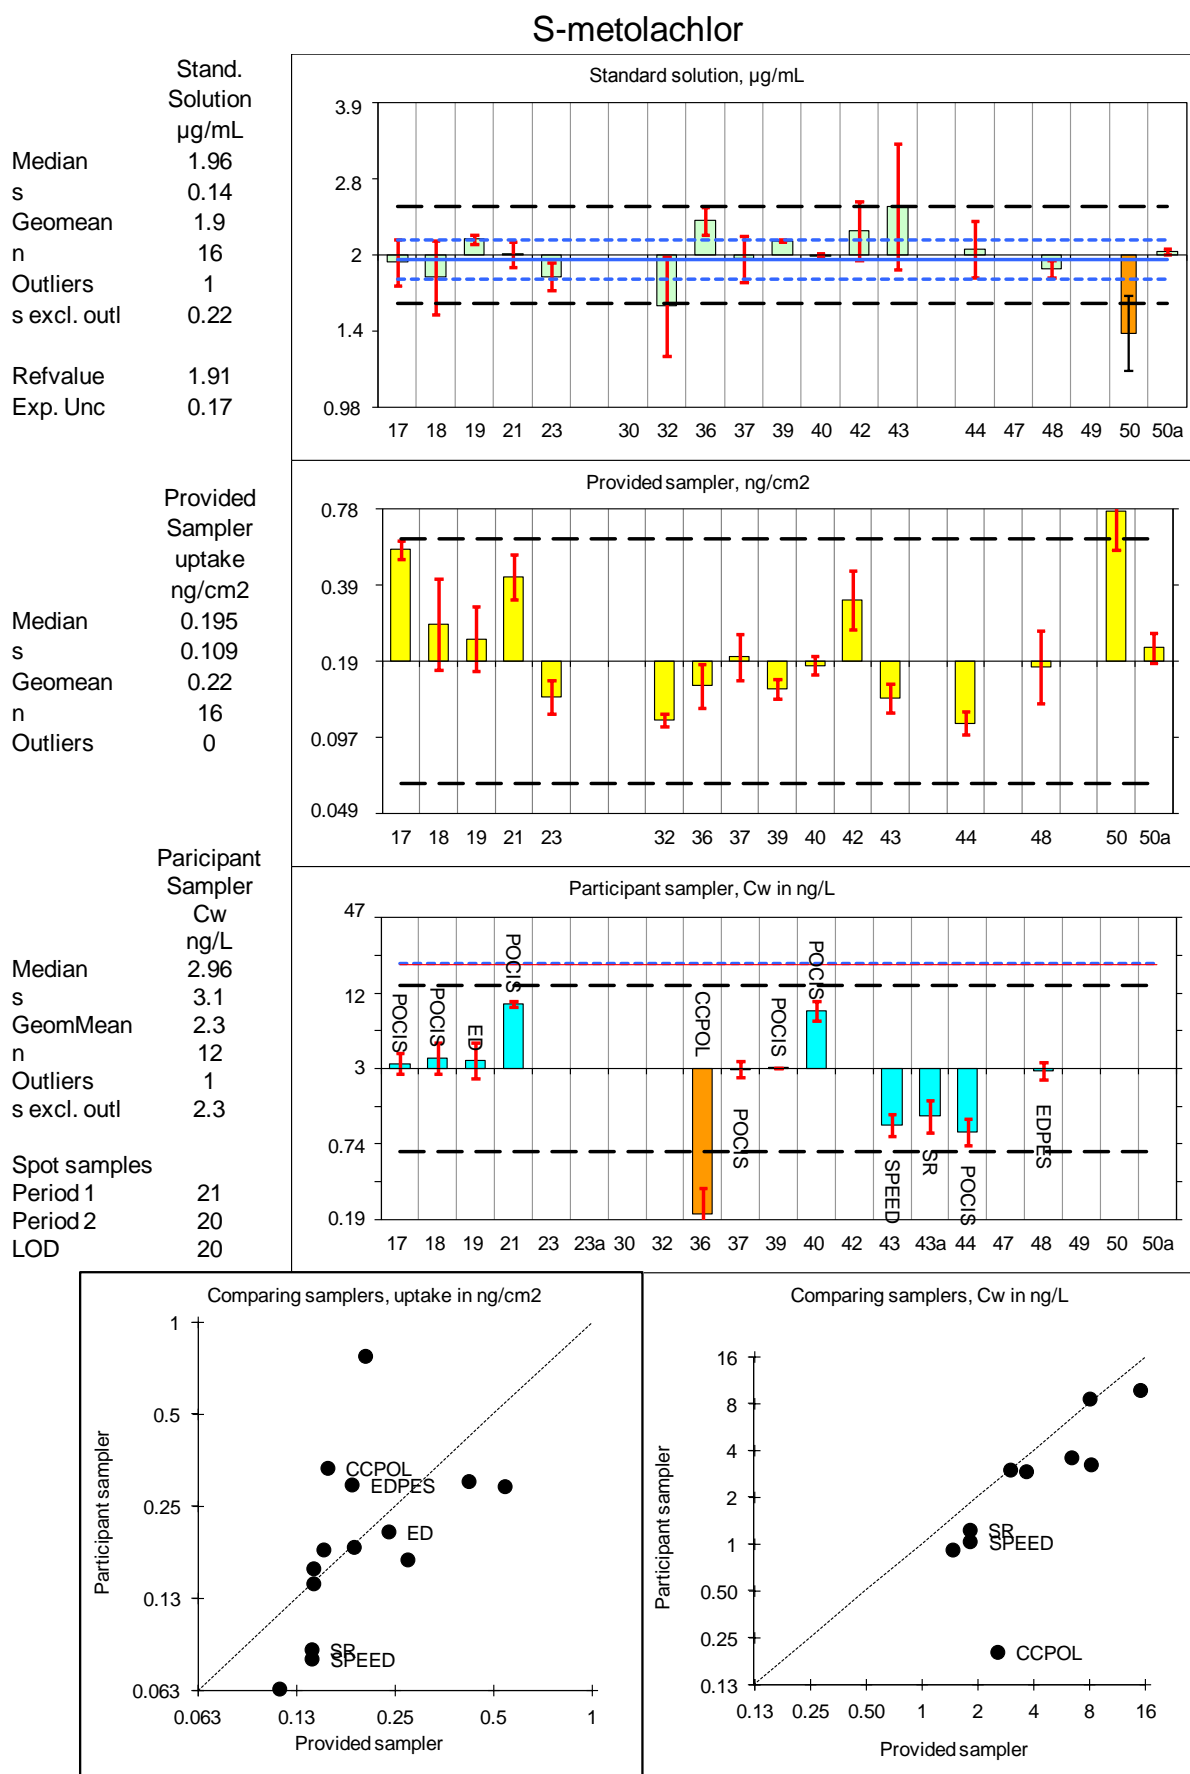 S-metolachlor
Stand.
Solution
µg/mL
Median 1.96
s 0.14
Geomean 1.9
n 16
Outliers 1
s excl. outl 0.22
Refvalue 1.91
Exp. Unc 0.17
Standard solution, µg/mL
3.9
2.8
2
1.4
0.98
17 18 19 21 23 30 32 36 37 39 40 42 43 44 47 48 49 50 50a
Provided
Sampler
uptake
ng/cm2
Median 0.195
s 0.109
Geomean 0.22
n 16
Outliers 0
Provided sampler, ng/cm2
0.78
0.39
0.19
0.097
0.049
17 18 19 21 23 32 36 37 39 40 42 43 44 48 50 50a
Paricipant
Sampler
Cw
ng/L
Median 2.96
s 3.1
GeomMean 2.3
n 12
Outliers 1
s excl. outl 2.3
Spot samples
Period 1 21
Period 2 20
LOD 20
Participant sampler, Cw in ng/L
47
12
3
0.74
0.19
POCIS
POCIS
ED
POCIS
CCPOL
POCIS
POCIS
POCIS
SPEED
SR
POCIS
EDPES
17 18 19 21 23 23a 30 32 36 37 39 40 42 43 43a 44 47 48 49 50 50a
Comparing samplers, uptake in ng/cm2
Participant sampler
1
0.5
0.25
0.13
0.063
CCPOL
EDPES
ED
SR
SPEED
0.063 0.13 0.25 0.5 1
Provided sampler
Comparing samplers, Cw in ng/L
Participant sampler
16
8
4
2
1
0.50
0.25
0.13
SR
SPEED
CCPOL
0.13 0.25 0.50 1 2 4 8 16
Provided sampler